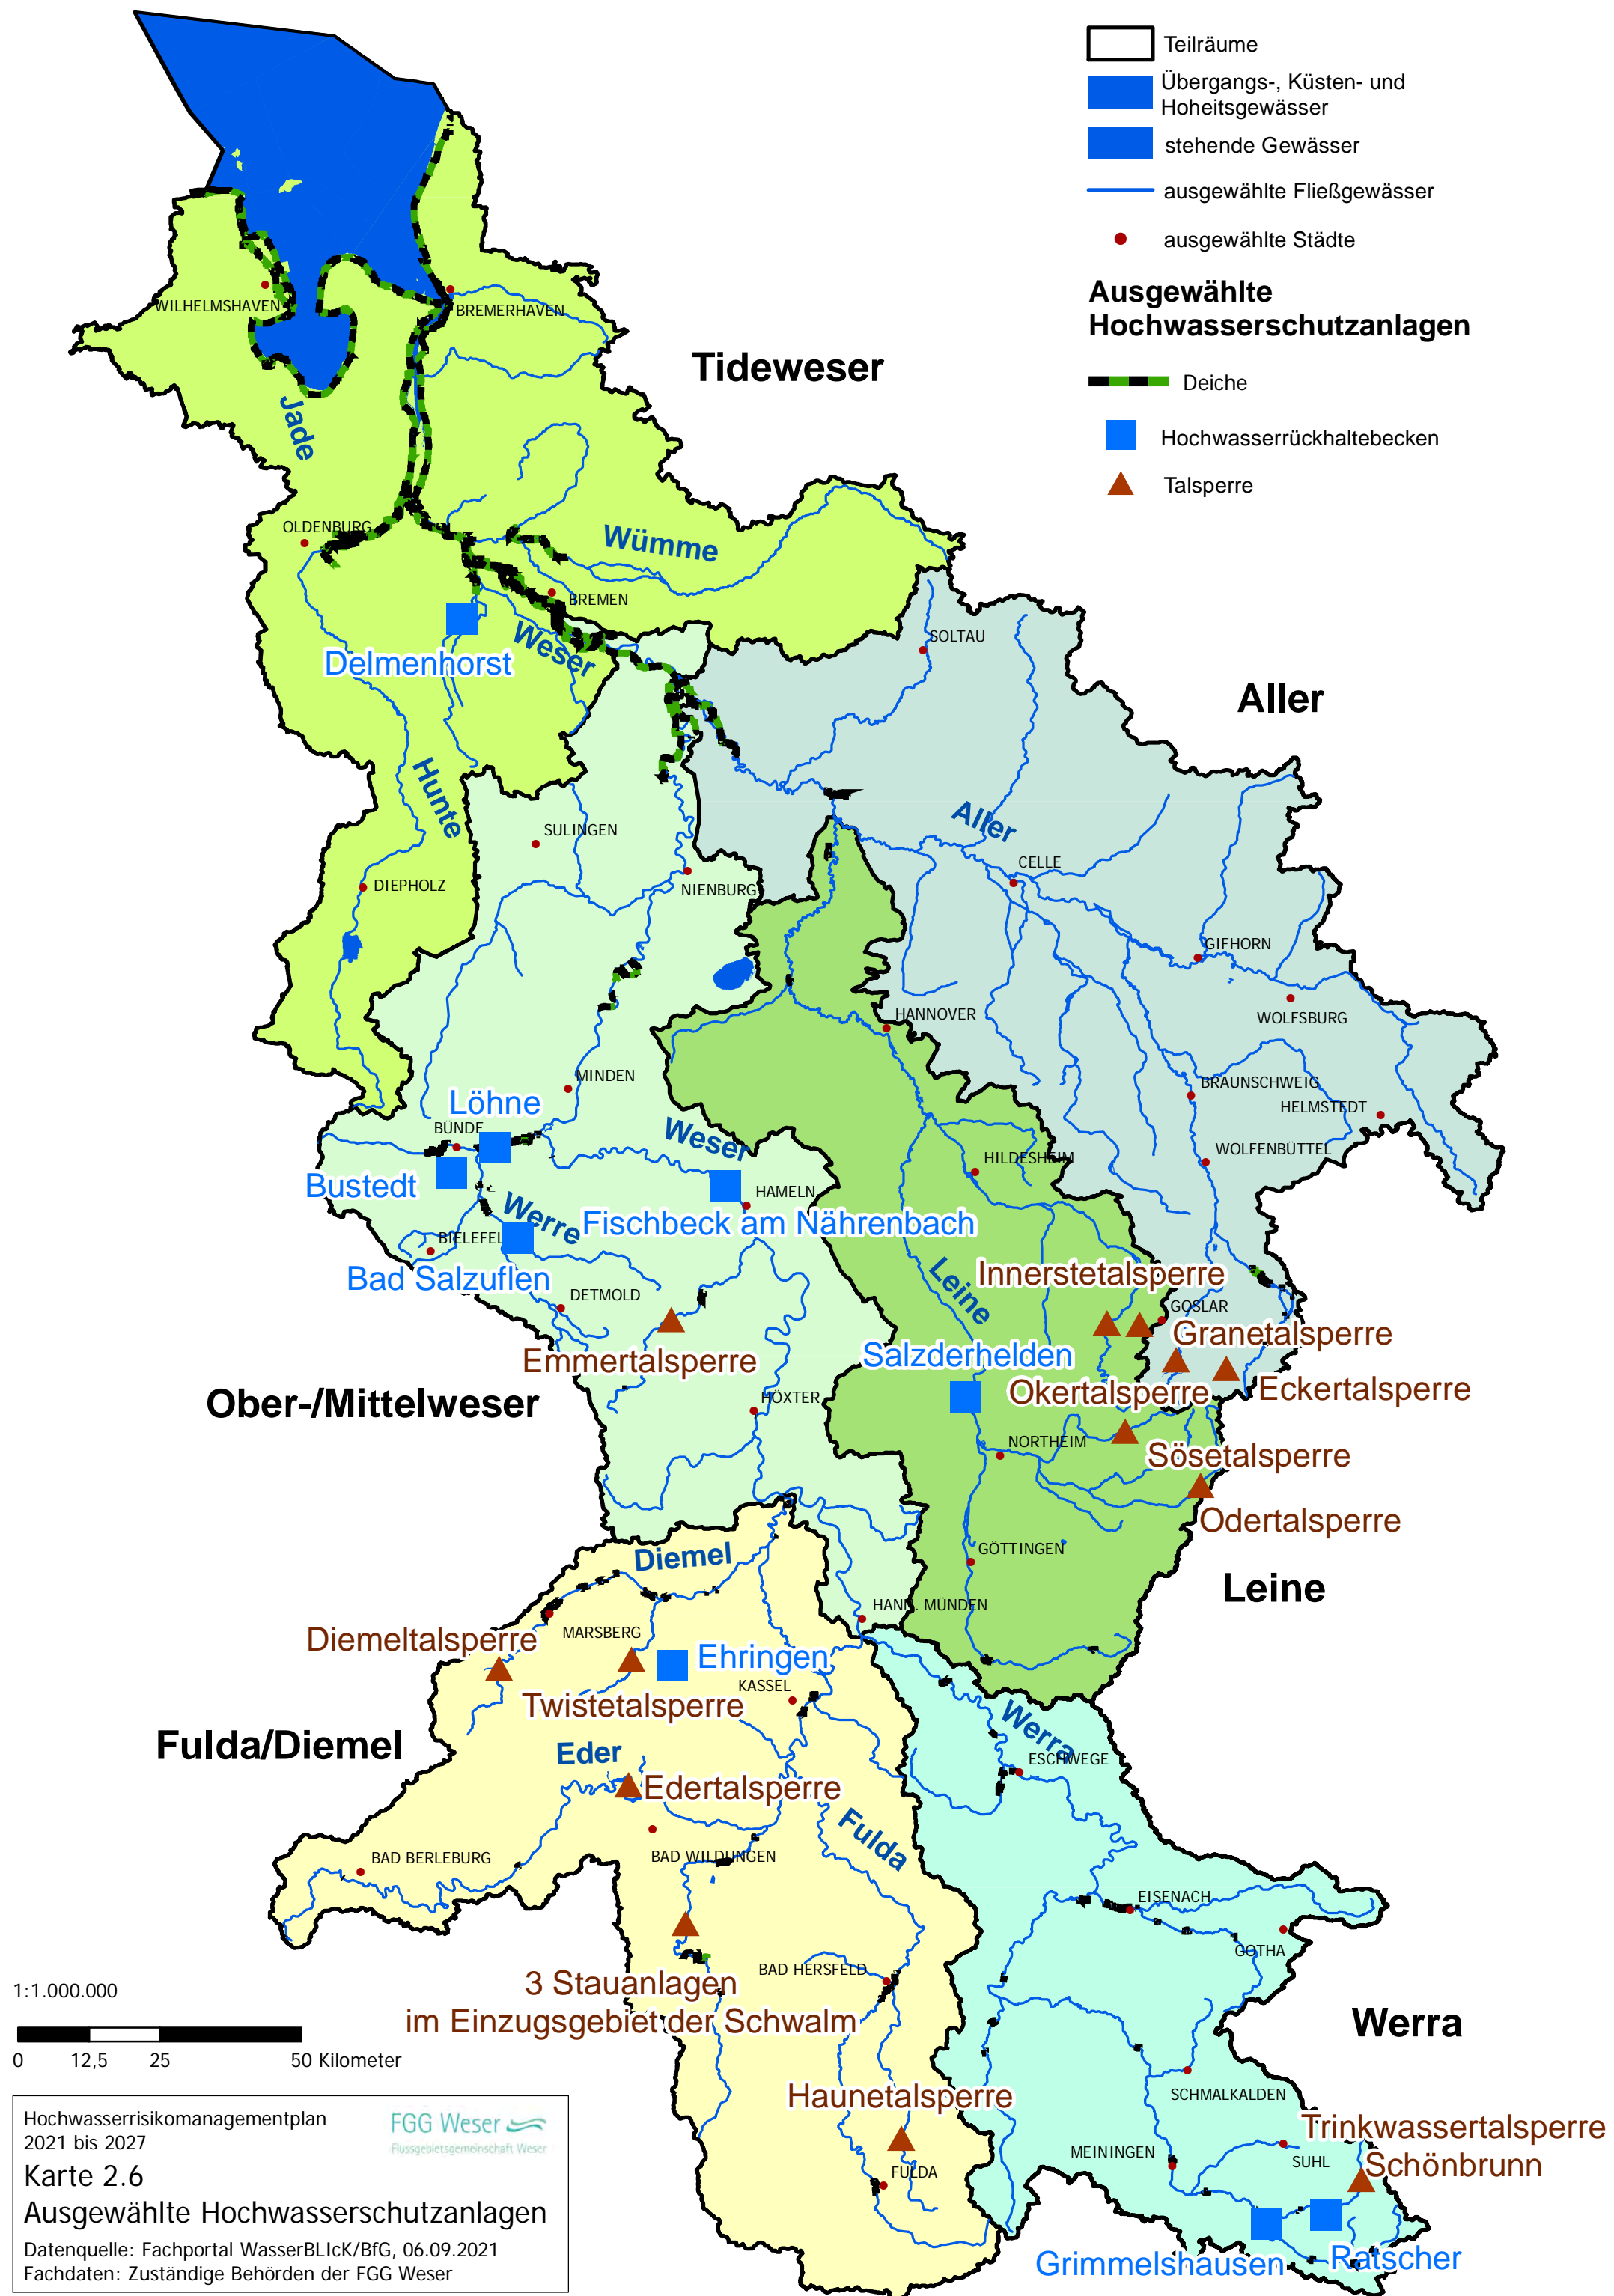 Teilräume
Übergangs-, Küsten- und
Hoheitsgewässer
stehende Gewässer
ausgewählte Fließgewässer
ausgewählte Städte
Ausgewählte
Hochwasserschutzanlagen
Deiche
Hochwasserrückhaltebecken
Talsperre
WILHELMSHAVEN
BREMERHAVEN
Tideweser
Jade
OLDENBURG
Wümme
BREMEN
Weser
Delmenhorst
SOLTAU
Aller
Hunte
Aller
SULINGEN
CELLE
DIEPHOLZ
NIENBURG
GIFHORN
HANNOVER
WOLFSBURG
MINDEN
BRAUNSCHWEIG
Löhne
HELMSTEDT
BÜNDE
Weser
WOLFENBÜTTEL
HILDESHEIM
Bustedt
HAMELN
Werre
Fischbeck am Nährenbach
BIELEFEL
Bad Salzuflen
Innerstetalsperre
Leine
DETMOLD
GOSLAR
Granetalsperre
Emmertalsperre
Salzderhelden
Okertalsperre
Eckertalsperre
Ober-/Mittelweser
HÖXTER
NORTHEIM
Sösetalsperre
Odertalsperre
Diemel
GÖTTINGEN
Leine
HANN. MÜNDEN
MARSBERG
Diemeltalsperre
Ehringen
KASSEL
Twistetalsperre
Werra
Fulda/Diemel
Eder
ESCHWEGE
Edertalsperre
Fulda
BAD BERLEBURG
BAD WILDUNGEN
EISENACH
GOTHA
BAD HERSFELD
3 Stauanlagen
im Einzugsgebiet der Schwalm
Werra
1:1.000.000
0 12,5 25 50 Kilometer
SCHMALKALDEN
Haunetalsperre
Trinkwassertalsperre
Schönbrunn
MEININGEN
SUHL
FULDA
Grimmelshausen
Ratscher
Hochwasserrisikomanagementplan
2021 bis 2027
FGG Weser
Flussgebietsgemeinschaft Weser
Karte 2.6
Ausgewählte Hochwasserschutzanlagen
Datenquelle: Fachportal WasserBLIcK/BfG, 06.09.2021
Fachdaten: Zuständige Behörden der FGG Weser